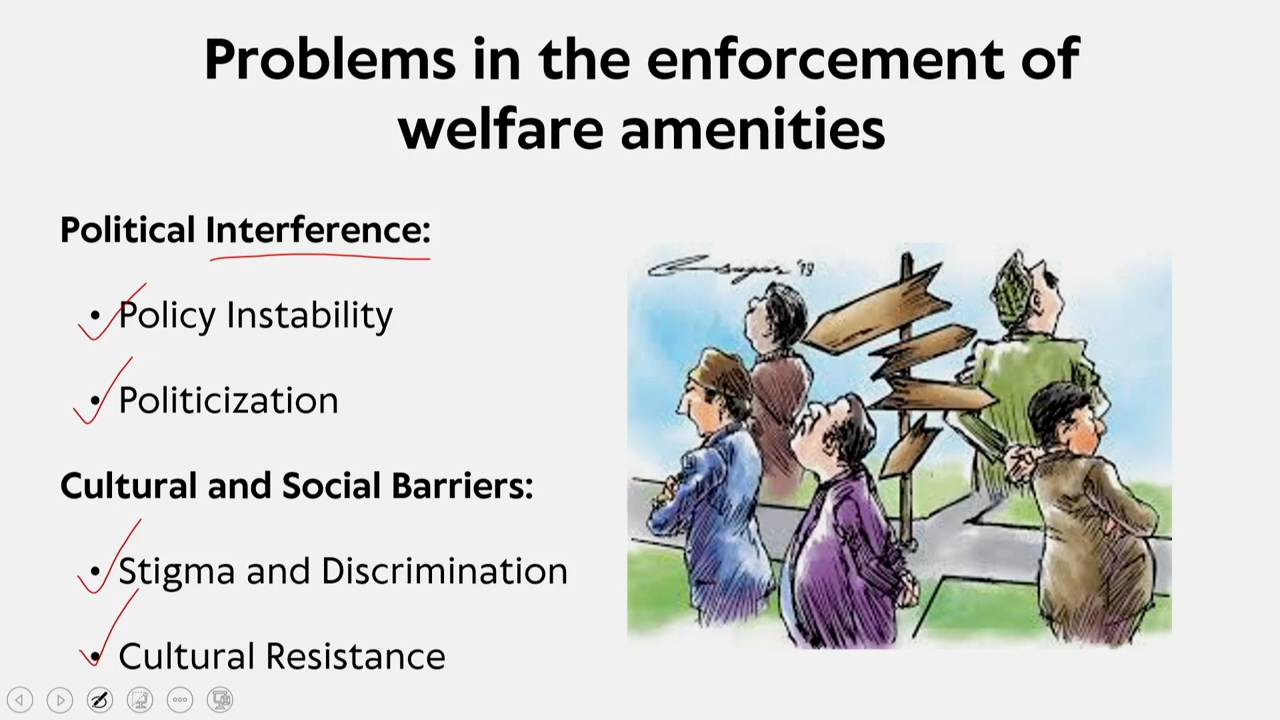 Problems in the enforcement of
welfare amenities
Political Interference:
• Policy Instability
• Politicization
Cultural and Social Barriers:
• Stigma and Discrimination
• Cultural Resistance